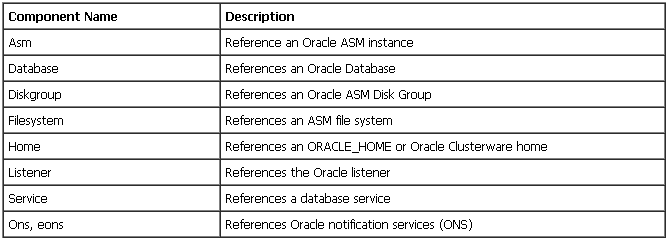 Component Name Description
Asm Reference an Oracle ASM instance
Database References an Oracle Database
Diskgroup References an Oracle ASM Disk Group
Filesystem References an ASM file system
Home References an ORACLE_HOME or Oracle Clusterware home
Listener References the Oracle listener
Service References a database service
Ons, eons References Oracle notification services (ONS)